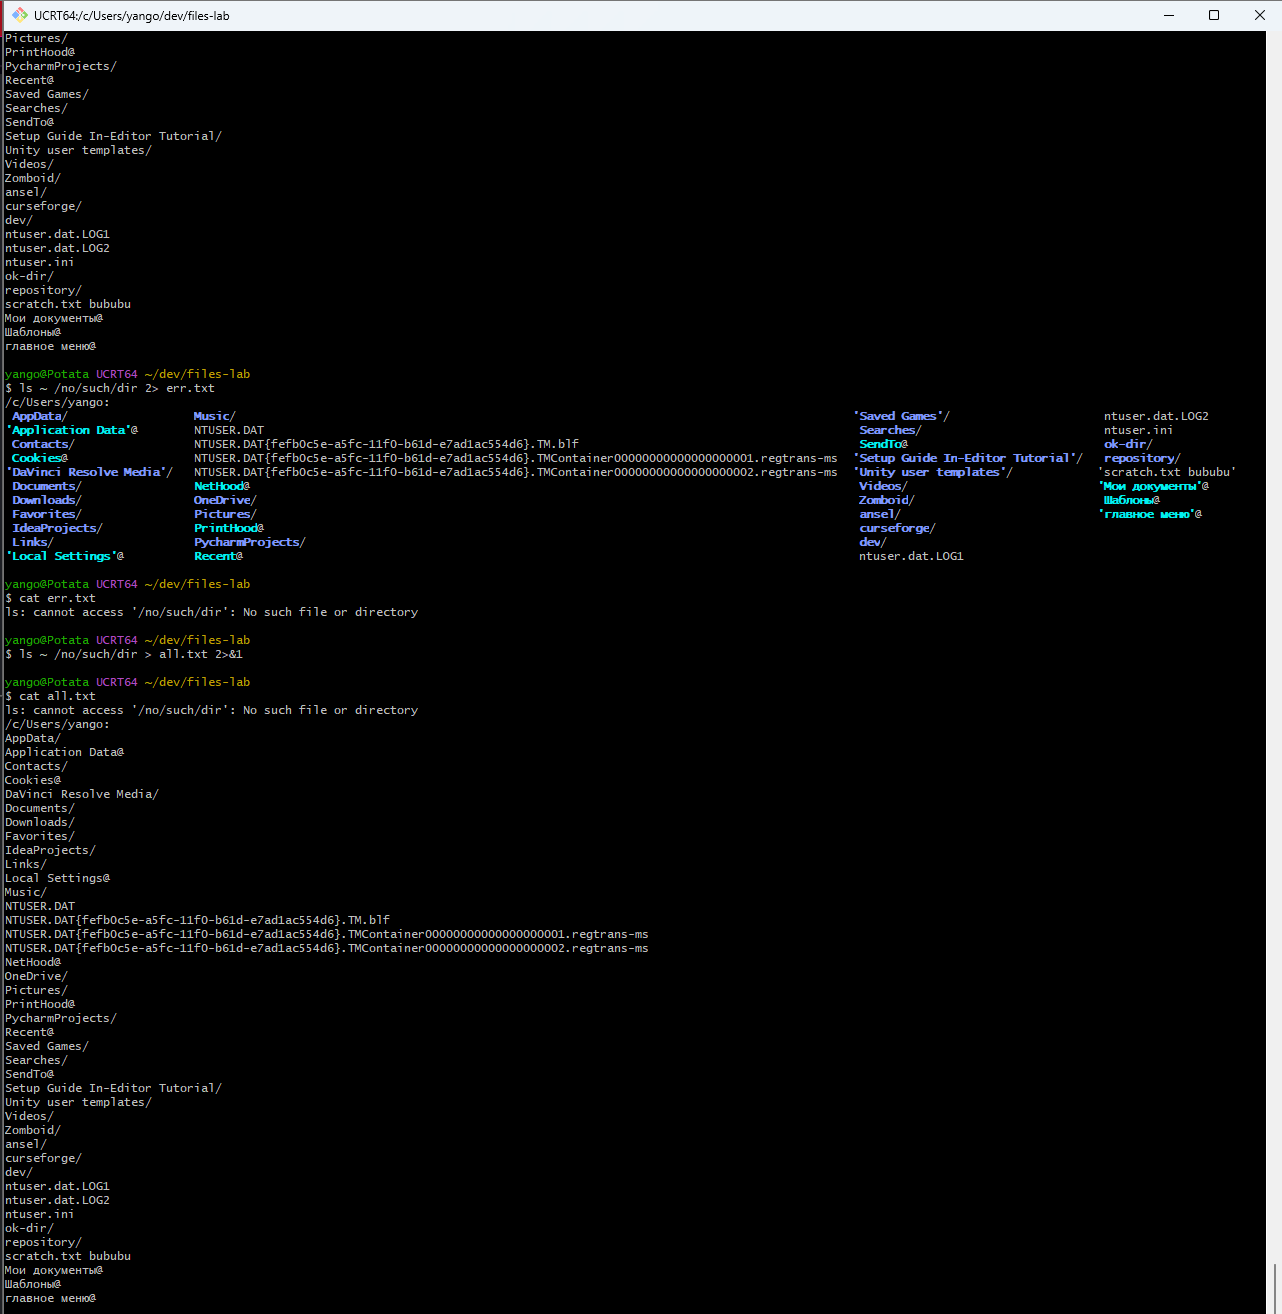 UCRT64:/c/Users/yango/dev/files-lab
Pictures/
PrintHood@
PycharmProjects/
Recent@
Saved Games/
Searches/
SendTo@
Setup Guide In-Editor Tutorial/
Unity user templates/
Videos/
Zomboid/
ansel/
curseforge/
dev/
ntuser.dat.LOG1
ntuser.dat.LOG2
ntuser.ini
ok-dir/
repository/
scratch.txt bububu
Мои документы@
Шаблоны@
главное меню@
yango@Potata UCRT64 ~/dev/files-lab
$ ls ~ /no/such/dir 2> err.txt
/c/Users/yango:
AppData/ Music/ 'Saved Games'/ ntuser.dat.LOG2
'Application Data'@ NTUSER.DAT Searches/ ntuser.ini
Contacts/ NTUSER.DAT{fefb0c5e-a5fc-11f0-b61d-e7ad1ac554d6}.TM.blf SendTo@ ok-dir/
Cookies@ NTUSER.DAT{fefb0c5e-a5fc-11f0-b61d-e7ad1ac554d6}.TMContainer00000000000000000001.regtrans-ms 'Setup Guide In-Editor Tutorial'/ repository/
'DaVinci Resolve Media'/ NTUSER.DAT{fefb0c5e-a5fc-11f0-b61d-e7ad1ac554d6}.TMContainer00000000000000000002.regtrans-ms 'Unity user templates'/ 'scratch.txt bububu'
Documents/ NetHood@ Videos/ 'Мои документы'@
Downloads/ OneDrive/ Zomboid/ Шаблоны@
Favorites/ Pictures/ ansel/ 'главное меню'@
IdeaProjects/ PrintHood@ curseforge/
Links/ PycharmProjects/ dev/
'Local Settings'@ Recent@ ntuser.dat.LOG1
yango@Potata UCRT64 ~/dev/files-lab
$ cat err.txt
ls: cannot access '/no/such/dir': No such file or directory
yango@Potata UCRT64 ~/dev/files-lab
$ ls ~ /no/such/dir > all.txt 2>&1
yango@Potata UCRT64 ~/dev/files-lab
$ cat all.txt
ls: cannot access '/no/such/dir': No such file or directory
/c/Users/yango:
AppData/
Application Data@
Contacts/
Cookies@
DaVinci Resolve Media/
Documents/
Downloads/
Favorites/
IdeaProjects/
Links/
Local Settings@
Music/
NTUSER.DAT
NTUSER.DAT{fefb0c5e-a5fc-11f0-b61d-e7ad1ac554d6}.TM.blf
NTUSER.DAT{fefb0c5e-a5fc-11f0-b61d-e7ad1ac554d6}.TMContainer00000000000000000001.regtrans-ms
NTUSER.DAT{fefb0c5e-a5fc-11f0-b61d-e7ad1ac554d6}.TMContainer00000000000000000002.regtrans-ms
NetHood@
OneDrive/
Pictures/
PrintHood@
PycharmProjects/
Recent@
Saved Games/
Searches/
SendTo@
Setup Guide In-Editor Tutorial/
Unity user templates/
Videos/
Zomboid/
ansel/
curseforge/
dev/
ntuser.dat.LOG1
ntuser.dat.LOG2
ntuser.ini
ok-dir/
repository/
scratch.txt bububu
Мои документы@
Шаблоны@
главное меню@